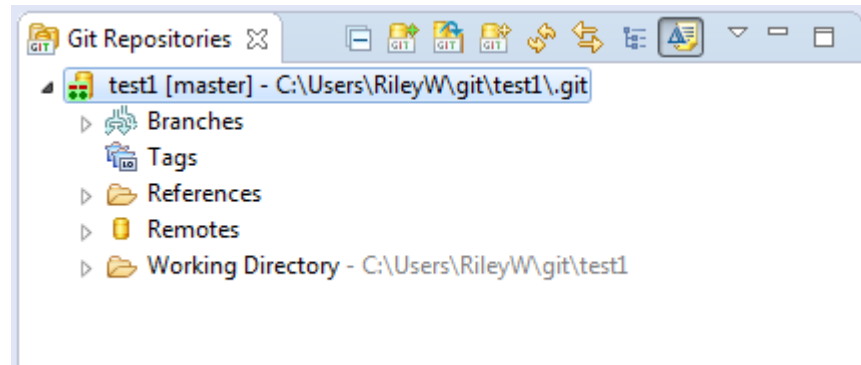 Git Repositories
test1 [master] - C:\Users\RileyW\git\test1\.git
Branches
Tags
References
Remotes
Working Directory - C:\Users\RileyW\git\test1